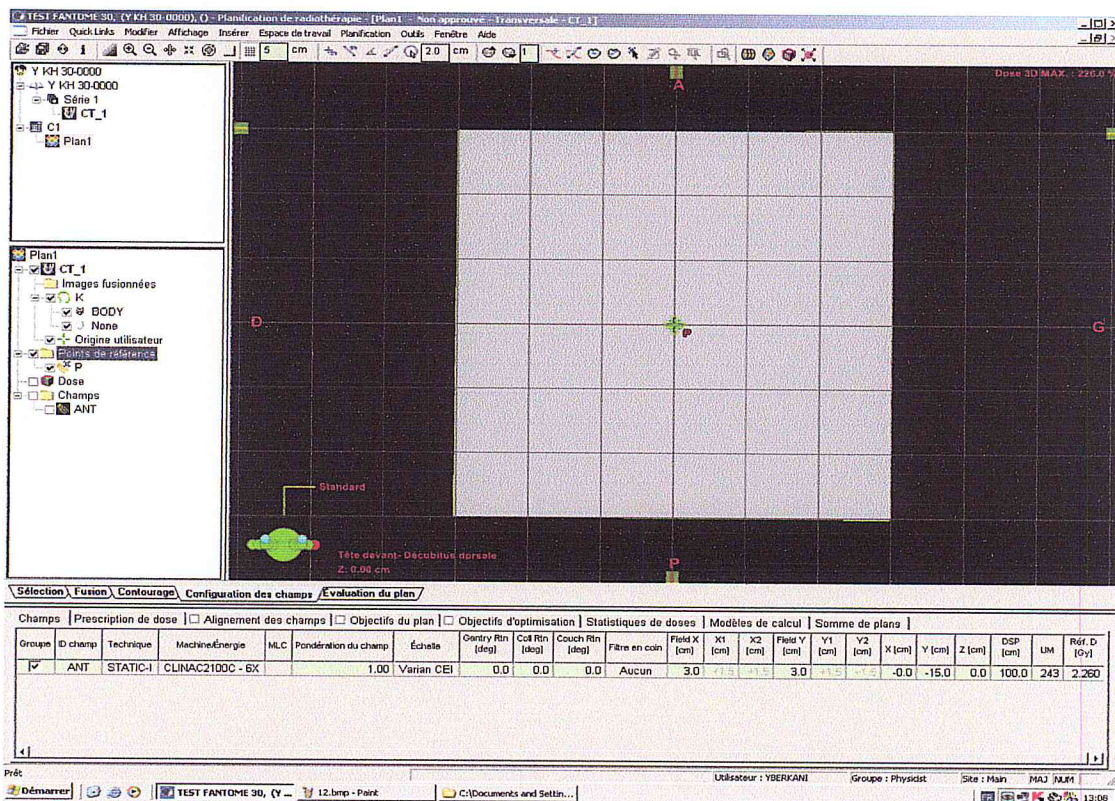 TEST FANTOME 30, (Y KH 30-0000), () - Planification de radiothérapie - [Plan1 - Non approuvé - Transversale - CT_1]
Fichier QuickLinks Modifier Affichage Insérer Espace de travail Planification Outils Fenêtre Aide
5 cm 2.0 cm 1
Y KH 30-0000
Y KH 30-0000
Série 1
CT_1
C1
Plan1
Plan1
CT_1
Images fusionnées
K
BODY
None
Origine utilisateur
Points de référence
P
Dose
Champs
ANT
Dose 3D MAX. : 226.0 %
A
D
P
G
Standard
P
Tête devant- Décubitus dorsale
Z: 0.00 cm
Sélection Fusion Contourage Configuration des champs Évaluation du plan
Champs Prescription de dose Alignement des champs Objectifs du plan Objectifs d'optimisation Statistiques de doses Modèles de calcul Somme de plans
Groupe ID champ Technique Machine/Énergie MLC Pondération du champ Échelle Gantry Rtn [deg] Coll Rtn [deg] Couch Rtn [deg] Filtre en coin Field X [cm] X1 [cm] X2 [cm] Field Y [cm] Y1 [cm] Y2 [cm] X [cm] Y [cm] Z [cm] DSP [cm] UM Réf. D [Gy]
ANT STATIC-I CLINAC2100C - 6X 1.00 Varian CEI 0.0 0.0 0.0 Aucun 3.0 +1.5 +1.5 3.0 +1.5 +1.5 -0.0 -15.0 0.0 100.0 243 2.260
Prêt
Utilisateur : YBERKANI Groupe : Physicist Site : Main MAJ NUM
Démarrer TEST FANTOME 30, (Y ... 12.bmp - Paint C:\Documents and Settin... 13:08